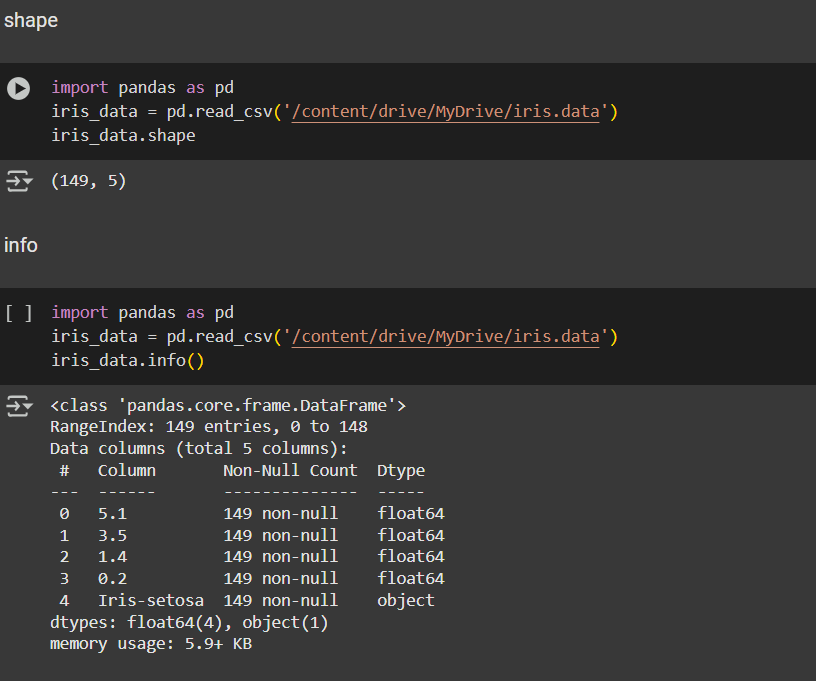 shape
import pandas as pd
iris_data = pd.read_csv('/content/drive/MyDrive/iris.data')
iris_data.shape
(149, 5)
info
[ ] import pandas as pd
iris_data = pd.read_csv('/content/drive/MyDrive/iris.data')
iris_data.info()
<class 'pandas.core.frame.DataFrame'>
RangeIndex: 149 entries, 0 to 148
Data columns (total 5 columns):
 #   Column       Non-Null Count  Dtype
---  ------       --------------  -----
 0   5.1          149 non-null    float64
 1   3.5          149 non-null    float64
 2   1.4          149 non-null    float64
 3   0.2          149 non-null    float64
 4   Iris-setosa  149 non-null    object
dtypes: float64(4), object(1)
memory usage: 5.9+ KB